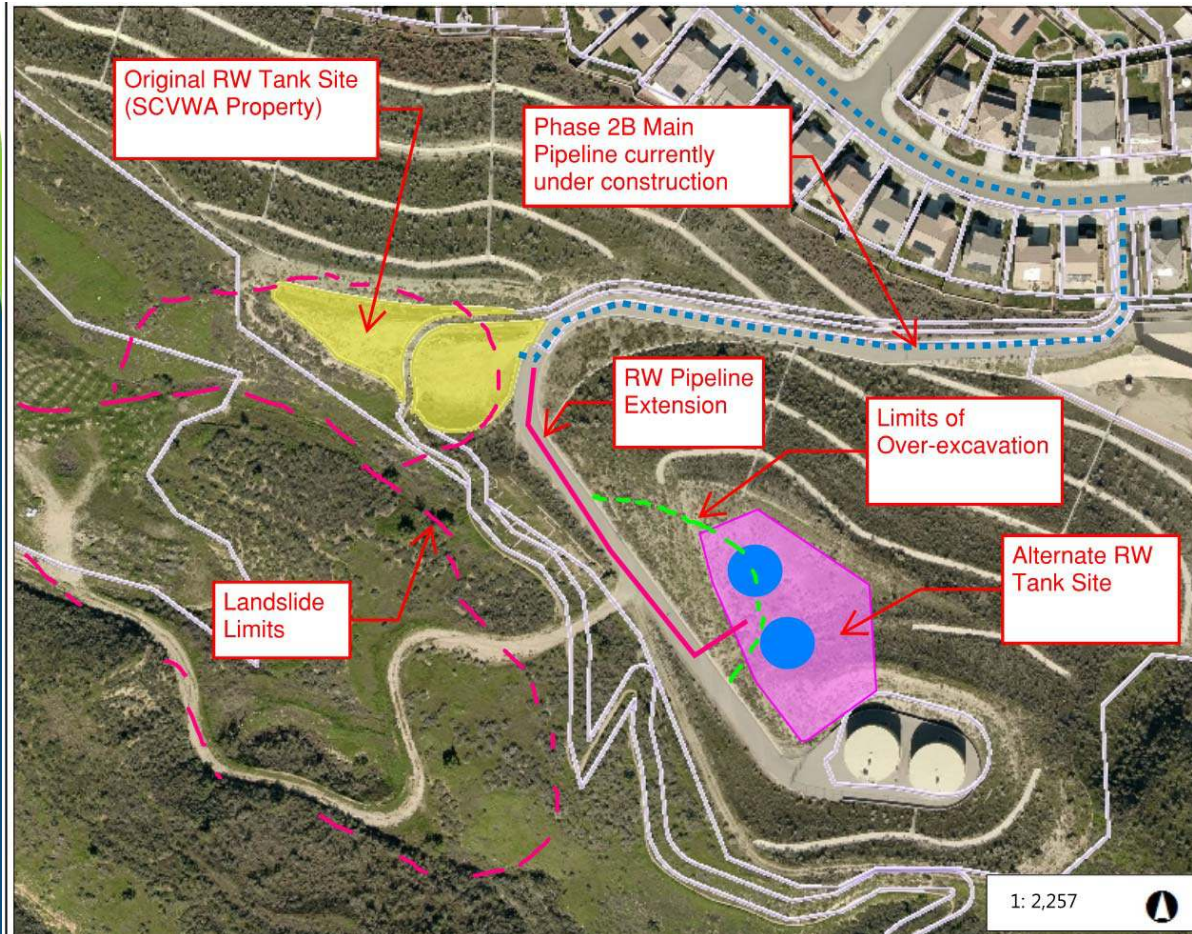 Original RW Tank Site
(SCVWA Property)
Phase 2B Main
Pipeline currently
under construction
RW Pipeline
Extension
Limits of
Over-excavation
Alternate RW
Tank Site
Landslide
Limits
1: 2,257